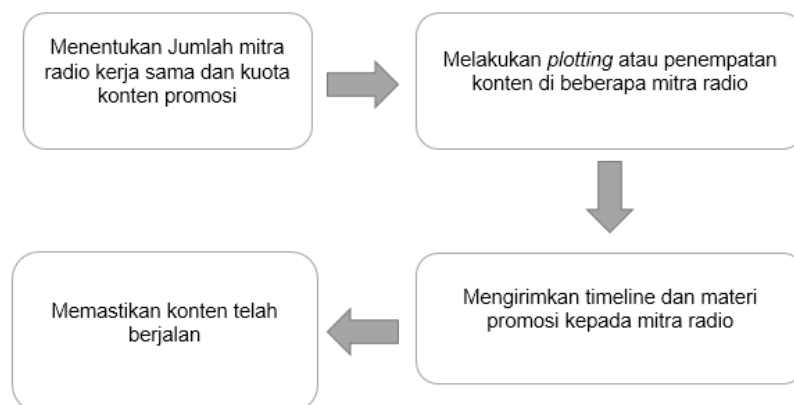 Menentukan Jumlah mitra
radio kerja sama dan kuota
konten promosi
Melakukan plotting atau penempatan
konten di beberapa mitra radio
Mengirimkan timeline dan materi
promosi kepada mitra radio
Memastikan konten telah
berjalan